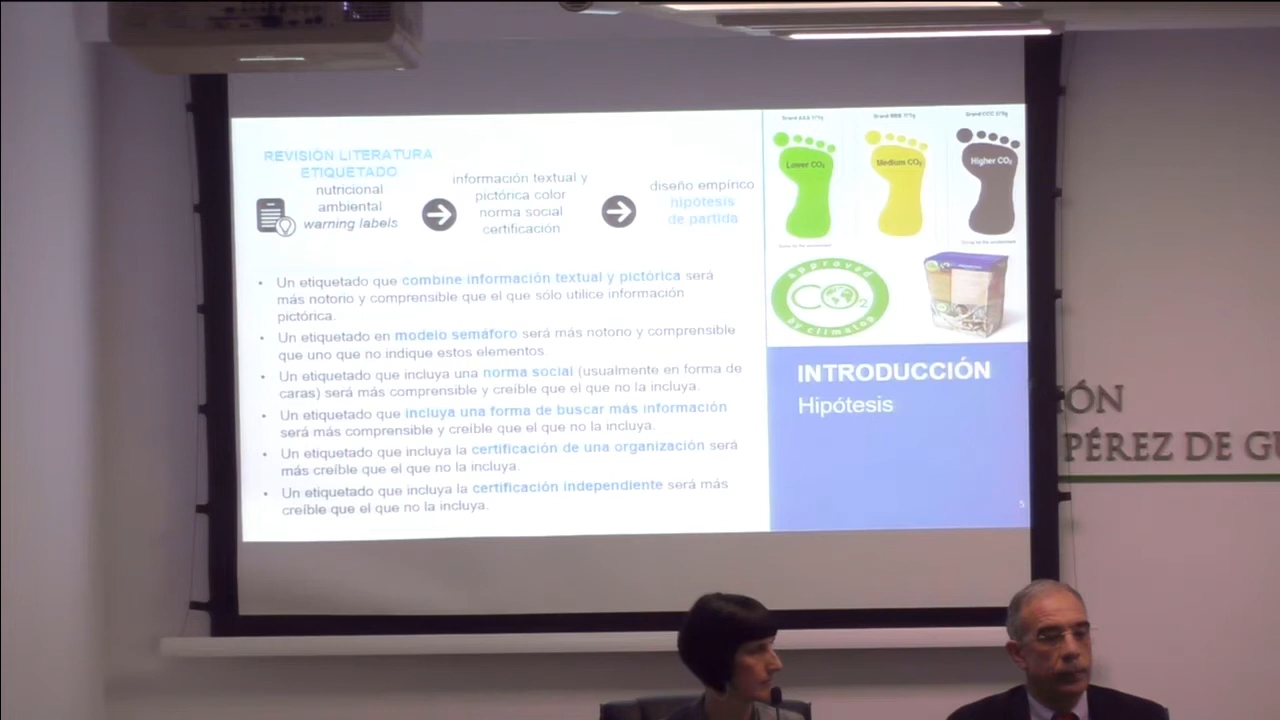 REVISIÓN LITERATURA
ETIQUETADO
nutricional
ambiental
warning labels
información textual y
pictórica color
norma social
certificación
diseño empírico
hipótesis
de partida
• Un etiquetado que combine información textual y pictórica será
más notorio y comprensible que el que sólo utilice información
pictórica.
• Un etiquetado en modelo semáforo será más notorio y comprensible
que uno que no indique estos elementos.
• Un etiquetado que incluya una norma social (usualmente en forma de
caras) será más comprensible y creíble que el que no la incluya.
• Un etiquetado que incluya una forma de buscar más información
será más comprensible y creíble que el que no la incluya.
• Un etiquetado que incluya la certificación de una organización será
más creíble que el que no la incluya.
• Un etiquetado que incluya la certificación independiente será más
creíble que el que no la incluya.
Lower CO₂
Medium CO₂
Higher CO₂
approved
CO₂
by climatop
INTRODUCCIÓN
Hipótesis
5
IÓN
PÉREZ DE GU